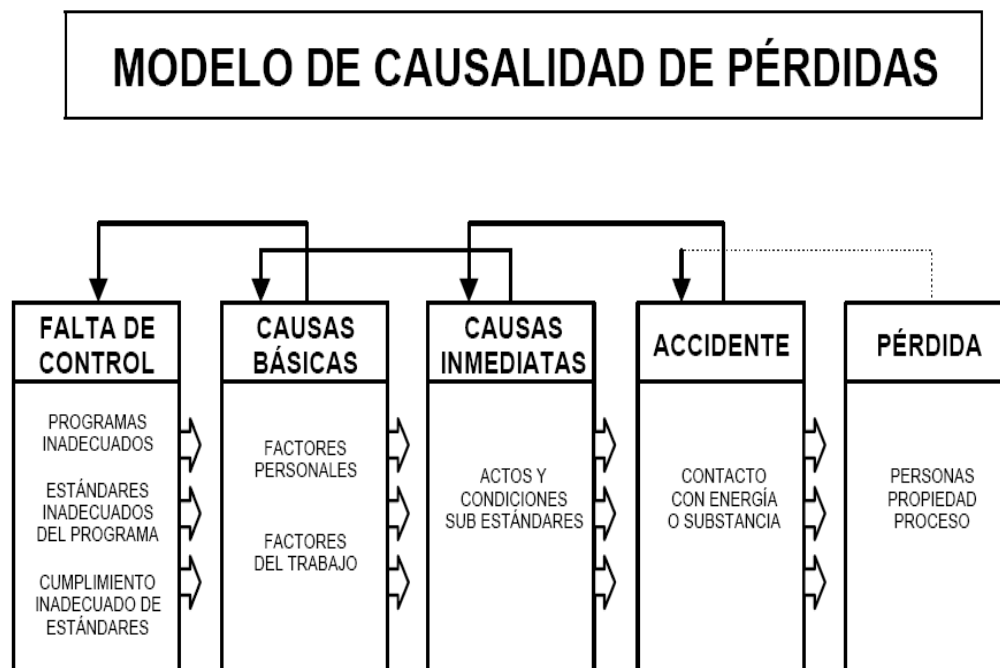 MODELO DE CAUSALIDAD DE PÉRDIDAS
FALTA DE
CONTROL
PROGRAMAS
INADECUADOS
ESTÁNDARES
INADECUADOS
DEL PROGRAMA
CUMPLIMIENTO
INADECUADO DE
ESTÁNDARES
CAUSAS
BÁSICAS
FACTORES
PERSONALES
FACTORES
DEL TRABAJO
CAUSAS
INMEDIATAS
ACTOS Y
CONDICIONES
SUB ESTÁNDARES
ACCIDENTE
CONTACTO
CON ENERGÍA
O SUBSTANCIA
PÉRDIDA
PERSONAS
PROPIEDAD
PROCESO